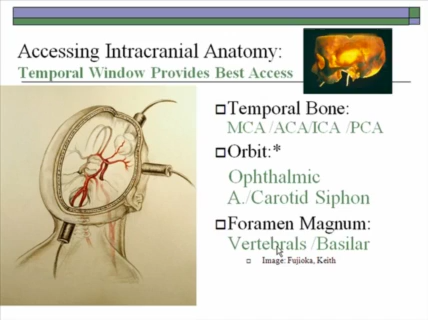 Accessing Intracranial Anatomy:
Temporal Window Provides Best Access
Temporal Bone:
MCA /ACA/ICA /PCA
Orbit:*
Ophthalmic
A./Carotid Siphon
Foramen Magnum:
Vertebrals /Basilar
Image: Fujioka, Keith